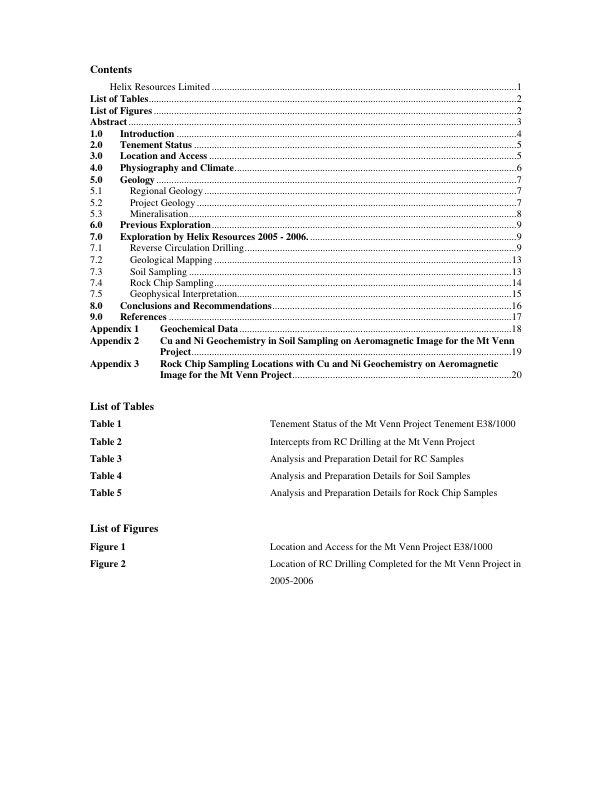 Contents
Helix Resources Limited ...1
List of Tables...2
List of Figures ...2
Abstract ...3
1.0 Introduction ...4
2.0 Tenement Status ...5
3.0 Location and Access ...5
4.0 Physiography and Climate...6
5.0 Geology ...7
5.1 Regional Geology ...7
5.2 Project Geology ...7
5.3 Mineralisation ...8
6.0 Previous Exploration ...9
7.0 Exploration by Helix Resources 2005 - 2006. ...9
7.1 Reverse Circulation Drilling...9
7.2 Geological Mapping ...13
7.3 Soil Sampling ...13
7.4 Rock Chip Sampling...14
7.5 Geophysical Interpretation...15
8.0 Conclusions and Recommendations...16
9.0 References ...17
Appendix 1 Geochemical Data ...18
Appendix 2 Cu and Ni Geochemistry in Soil Sampling on Aeromagnetic Image for the Mt Venn
Project...19
Appendix 3 Rock Chip Sampling Locations with Cu and Ni Geochemistry on Aeromagnetic
Image for the Mt Venn Project...20
List of Tables
Table 1 Tenement Status of the Mt Venn Project Tenement E38/1000
Table 2 Intercepts from RC Drilling at the Mt Venn Project
Table 3 Analysis and Preparation Detail for RC Samples
Table 4 Analysis and Preparation Details for Soil Samples
Table 5 Analysis and Preparation Details for Rock Chip Samples
List of Figures
Figure 1 Location and Access for the Mt Venn Project E38/1000
Figure 2 Location of RC Drilling Completed for the Mt Venn Project in
2005-2006